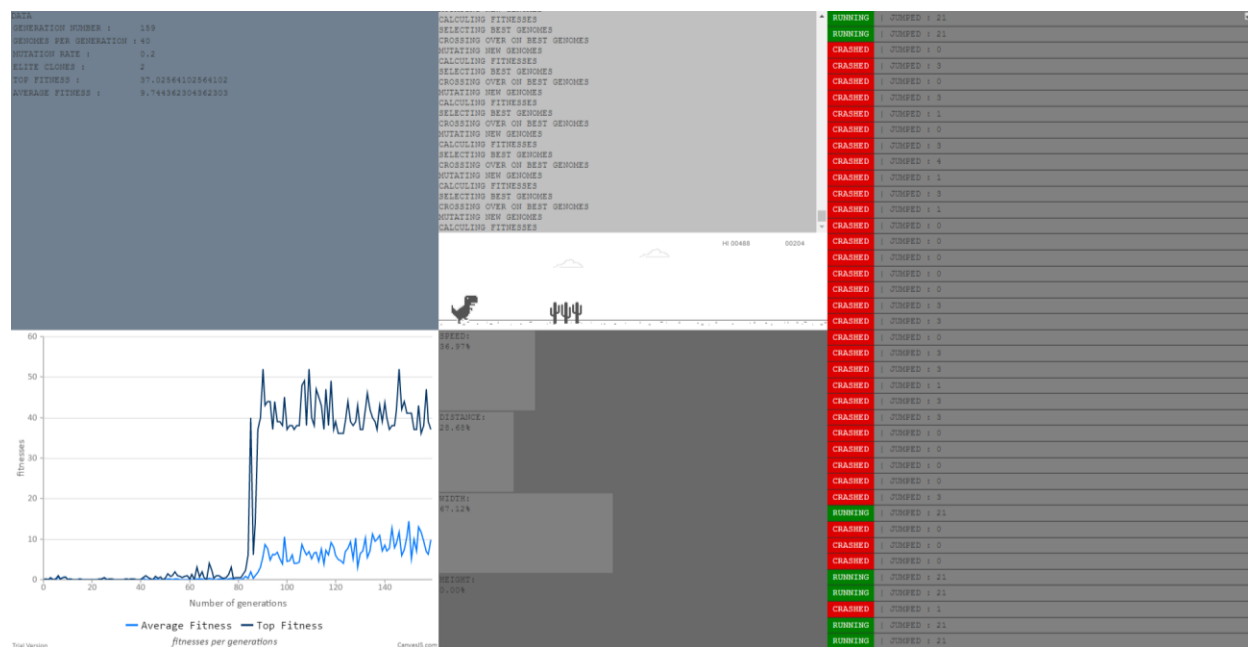 DATA
GENERATION NUMBER : 159
GENOMES PER GENERATION : 40
MUTATION RATE : 0.2
ELITE CLONES : 2
TOP FITNESS : 37.02564102564102
AVERAGE FITNESS : 9.744362304362303
CALCULING FITNESSES
SELECTING BEST GENOMES
CROSSING OVER ON BEST GENOMES
MUTATING NEW GENOMES
CALCULING FITNESSES
SELECTING BEST GENOMES
CROSSING OVER ON BEST GENOMES
MUTATING NEW GENOMES
CALCULING FITNESSES
SELECTING BEST GENOMES
CROSSING OVER ON BEST GENOMES
MUTATING NEW GENOMES
CALCULING FITNESSES
SELECTING BEST GENOMES
CROSSING OVER ON BEST GENOMES
MUTATING NEW GENOMES
CALCULING FITNESSES
SELECTING BEST GENOMES
CROSSING OVER ON BEST GENOMES
MUTATING NEW GENOMES
CALCULING FITNESSES
HI 00488 00204
60
50
40
30
20
10
0
fitnesses
0 20 40 60 80 100 120 140
Number of generations
Average Fitness Top Fitness
fitnesses per generations
Trial Version
CanvasJS.com
SPEED:
36.97%
DISTANCE:
28.65%
WIDTH:
67.12%
HEIGHT:
0.00%
RUNNING | JUMPED : 21
RUNNING | JUMPED : 21
CRASHED | JUMPED : 0
CRASHED | JUMPED : 3
CRASHED | JUMPED : 0
CRASHED | JUMPED : 3
CRASHED | JUMPED : 1
CRASHED | JUMPED : 0
CRASHED | JUMPED : 3
CRASHED | JUMPED : 4
CRASHED | JUMPED : 1
CRASHED | JUMPED : 3
CRASHED | JUMPED : 1
CRASHED | JUMPED : 0
CRASHED | JUMPED : 0
CRASHED | JUMPED : 0
CRASHED | JUMPED : 0
CRASHED | JUMPED : 0
CRASHED | JUMPED : 3
CRASHED | JUMPED : 3
CRASHED | JUMPED : 0
CRASHED | JUMPED : 3
CRASHED | JUMPED : 3
CRASHED | JUMPED : 1
CRASHED | JUMPED : 3
CRASHED | JUMPED : 3
CRASHED | JUMPED : 0
CRASHED | JUMPED : 0
CRASHED | JUMPED : 0
CRASHED | JUMPED : 0
CRASHED | JUMPED : 3
RUNNING | JUMPED : 21
CRASHED | JUMPED : 0
CRASHED | JUMPED : 0
CRASHED | JUMPED : 0
RUNNING | JUMPED : 21
RUNNING | JUMPED : 21
CRASHED | JUMPED : 1
RUNNING | JUMPED : 21
RUNNING | JUMPED : 21